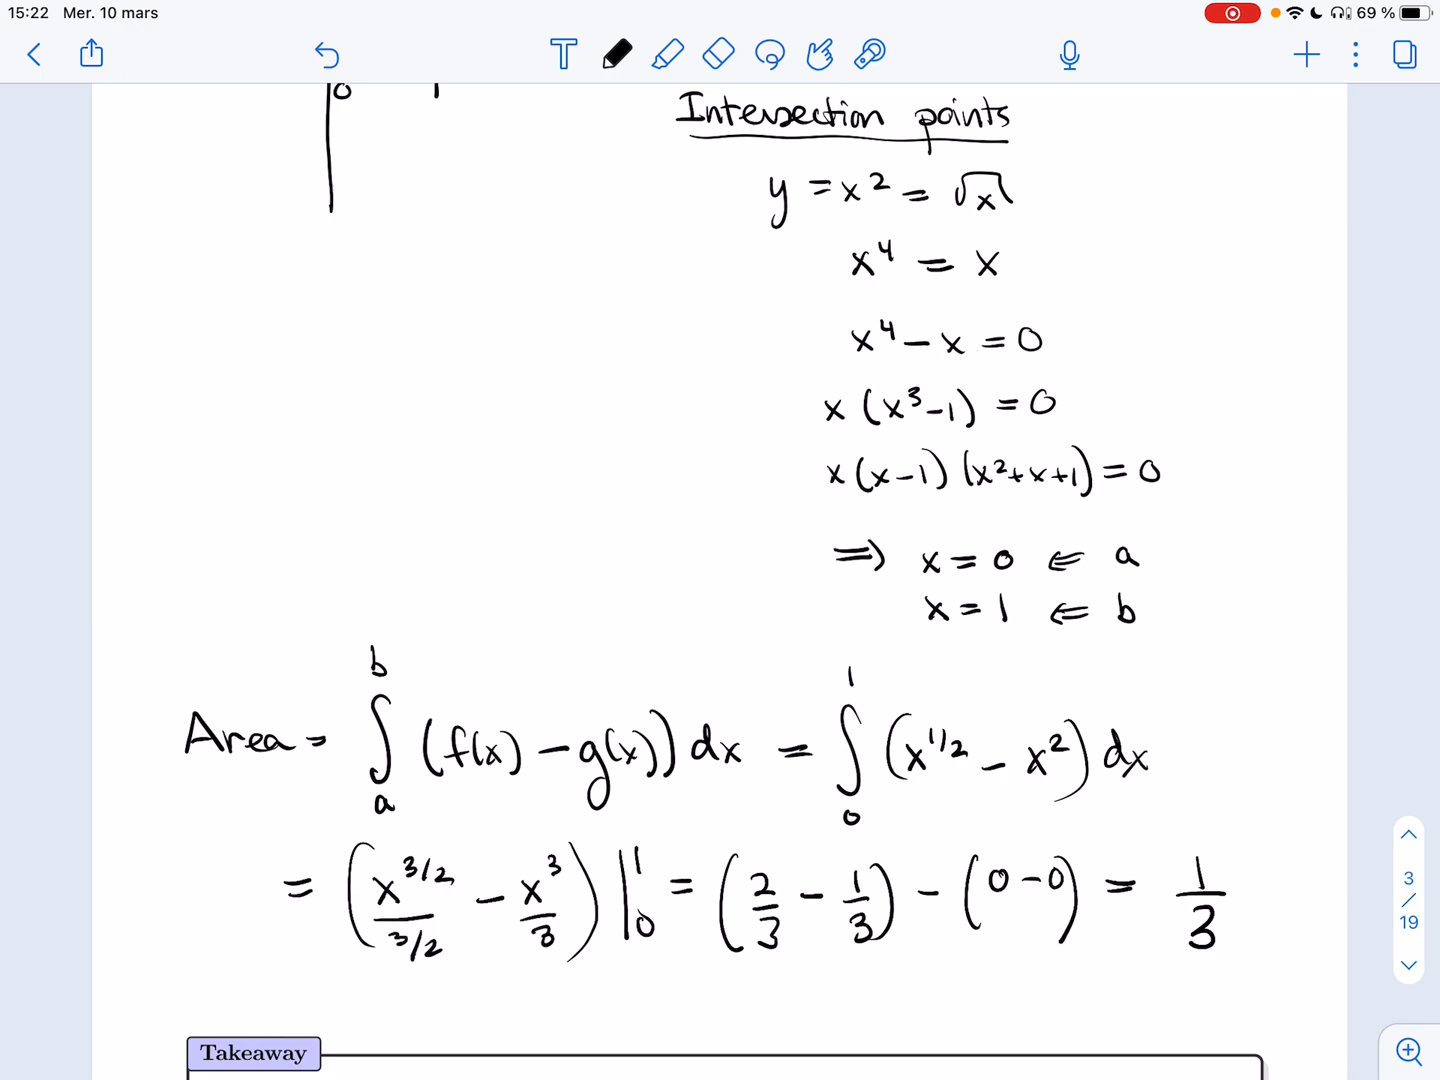 15:22 Mer. 10 mars 69 %
0 1
Intersection points
y = x² = √x
x⁴ = x
x⁴ − x = 0
x (x³−1) = 0
x (x−1) (x²+x+1) = 0
⇒ x = 0 ⇐ a
x = 1 ⇐ b
Area = ∫ₐᵇ (f(x) − g(x)) dx = ∫₀¹ (x^{1/2} − x²) dx
= (x^{3/2}/(3/2) − x³/3) |₀¹ = (2/3 − 1/3) − (0−0) = 1/3
3 / 19
Takeaway